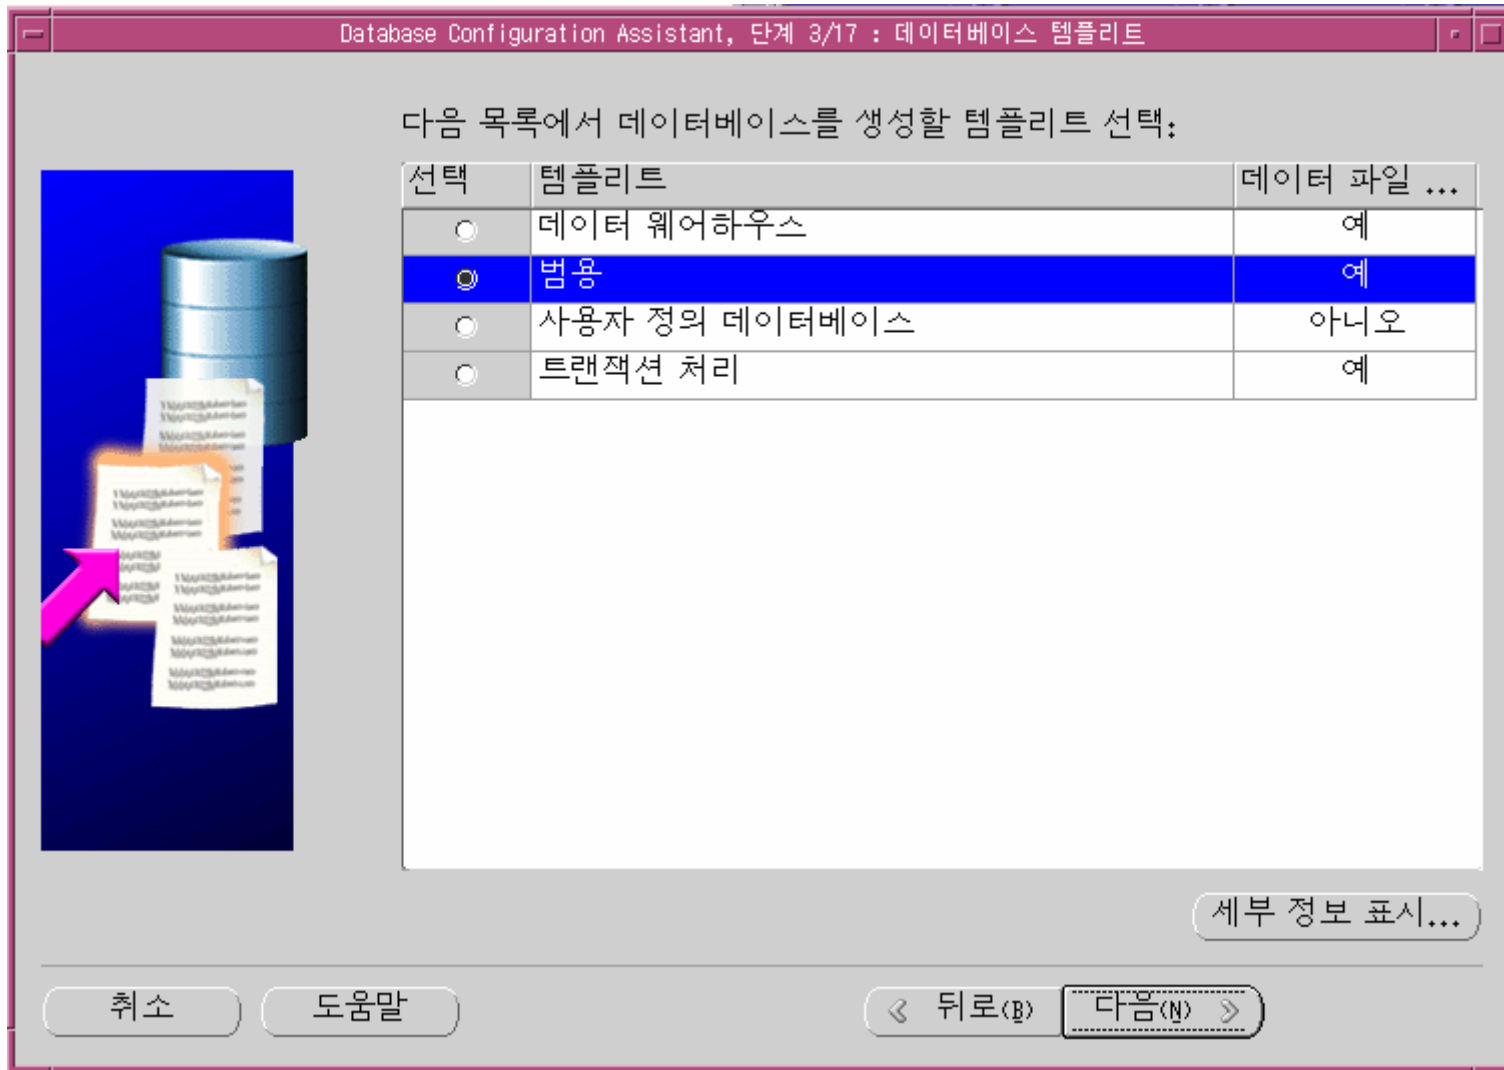 Database Configuration Assistant, 단계 3/17 : 데이터베이스 템플리트
다음 목록에서 데이터베이스를 생성할 템플리트 선택:
선택 템플리트 데이터 파일 ...
데이터 웨어하우스 예
범용 예
사용자 정의 데이터베이스 아니오
트랜잭션 처리 예
세부 정보 표시...
취소 도움말 뒤로(B) 다음(N)